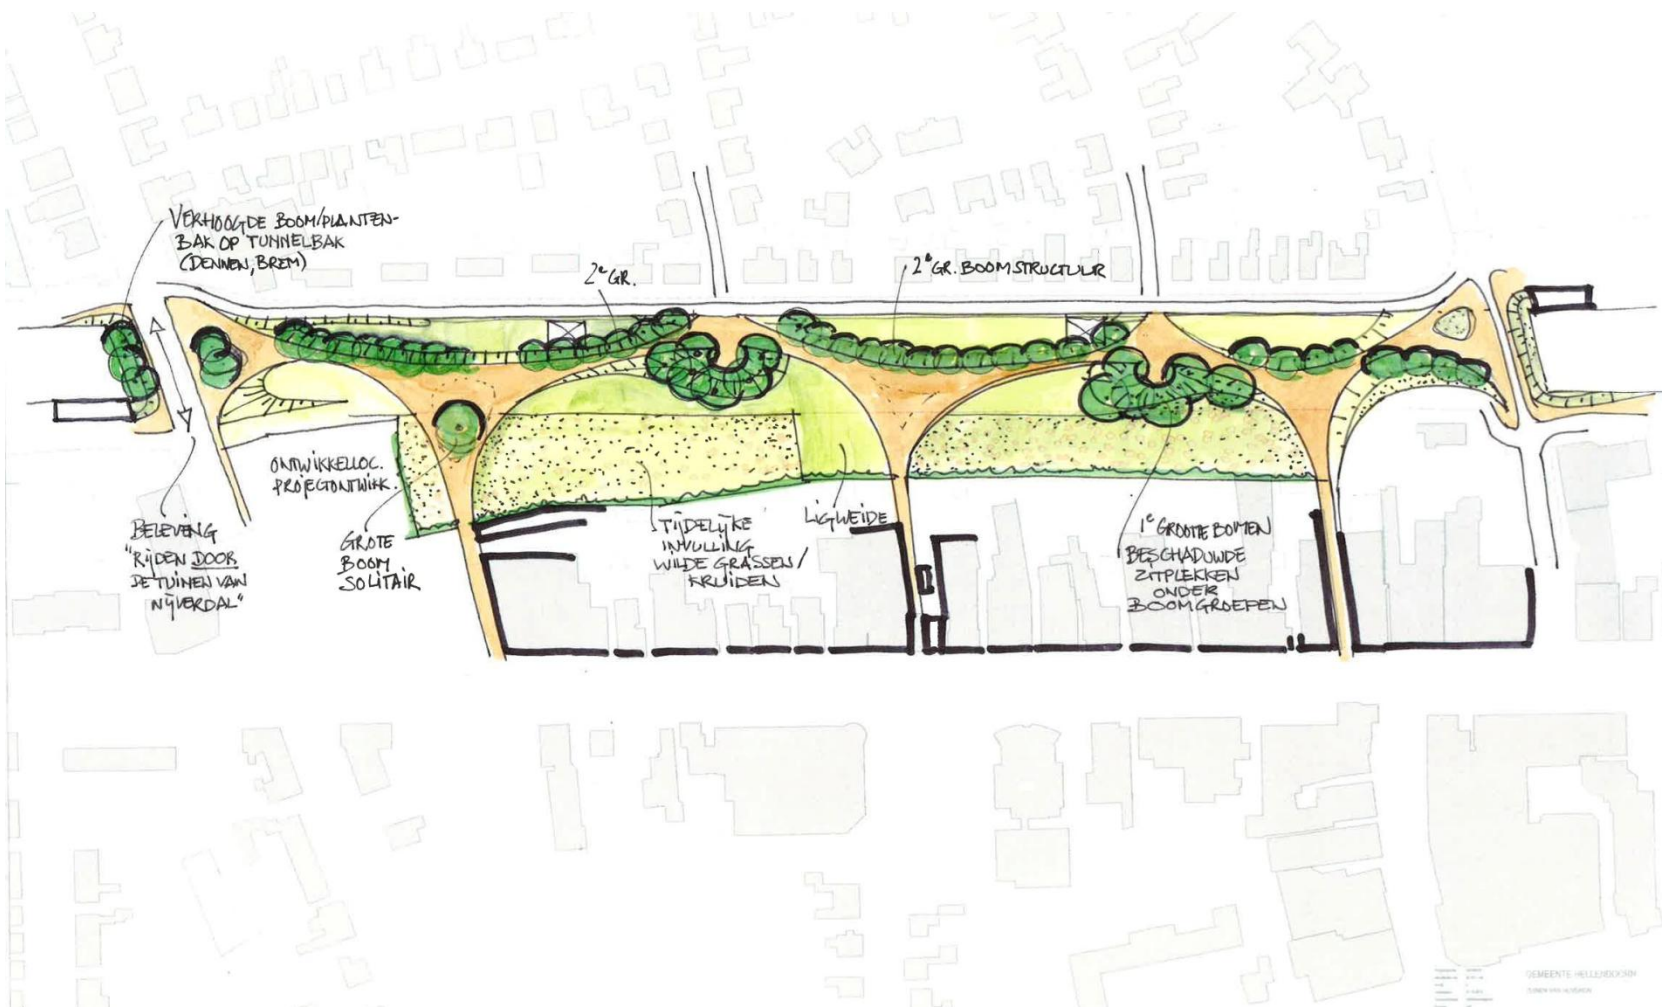 VERHOOGDE BOOM/PLANTEN-
BAK OP TUNNELBAK
(DENNEN, BREM)
2e GR.
2e GR. BOOMSTRUCTUUR
ONTWIKKELLOC.
PROJECTONTWIKK.
BELEVING
"RIJDEN DOOR
DE TUINEN VAN
NIJVERDAL"
GROTE
BOOM
SOLITAIR
TIJDELIJKE
INVULLING
WILDE GRASSEN/
KRUIDEN
LIGWEIDE
1e GROOTTE BOMEN
BESCHADUWDE
ZITPLEKKEN
ONDER
BOOMGROEPEN
GEMEENTE HELLENDOORN